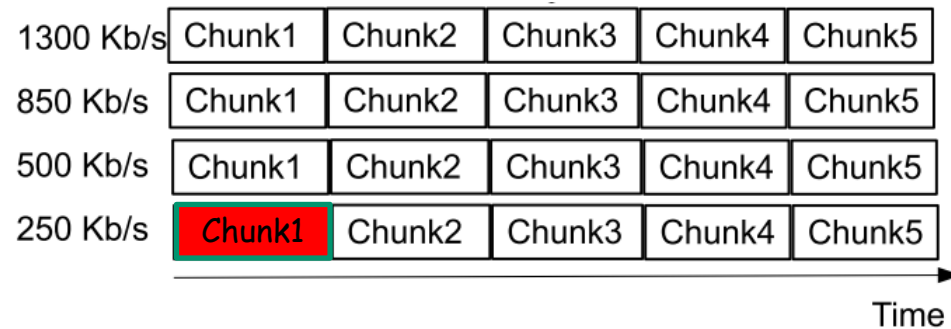 1300 Kb/s Chunk1 Chunk2 Chunk3 Chunk4 Chunk5
850 Kb/s Chunk1 Chunk2 Chunk3 Chunk4 Chunk5
500 Kb/s Chunk1 Chunk2 Chunk3 Chunk4 Chunk5
250 Kb/s Chunk1 Chunk2 Chunk3 Chunk4 Chunk5
Time